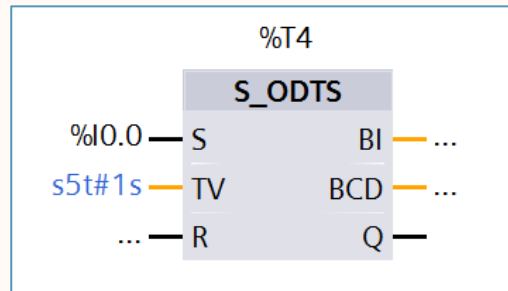 %T4
S_ODTS
%I0.0 S BI ...
s5t#1s TV BCD ...
... R Q